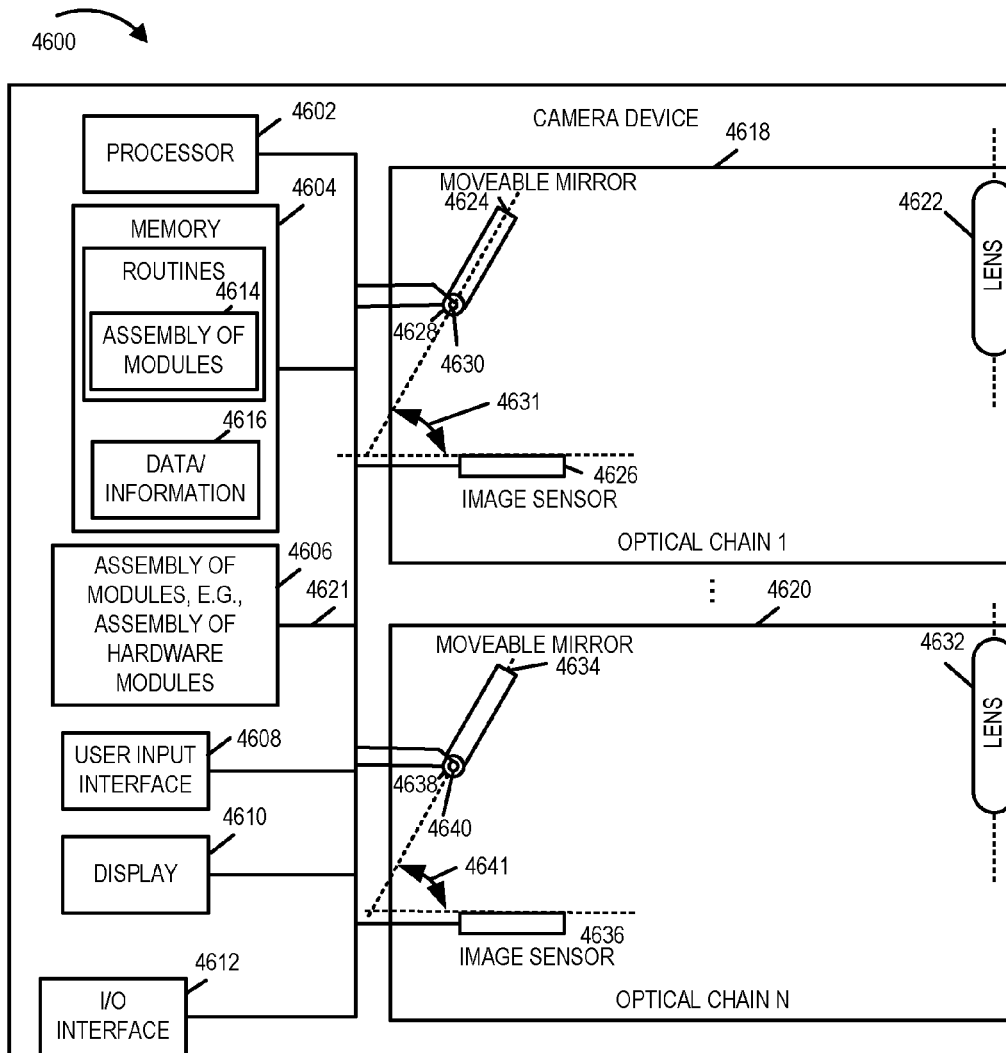 4600
CAMERA DEVICE
4602
PROCESSOR
4604
MEMORY
ROUTINES
4614
ASSEMBLY OF
MODULES
4616
DATA/
INFORMATION
4606
ASSEMBLY OF
MODULES, E.G.,
ASSEMBLY OF
HARDWARE
MODULES
4621
4608
USER INPUT
INTERFACE
4610
DISPLAY
4612
I/O
INTERFACE
4618
MOVEABLE MIRROR
4624
4622
LENS
4628
4630
4631
4626
IMAGE SENSOR
OPTICAL CHAIN 1
4620
MOVEABLE MIRROR
4634
4632
LENS
4638
4640
4641
4636
IMAGE SENSOR
OPTICAL CHAIN N